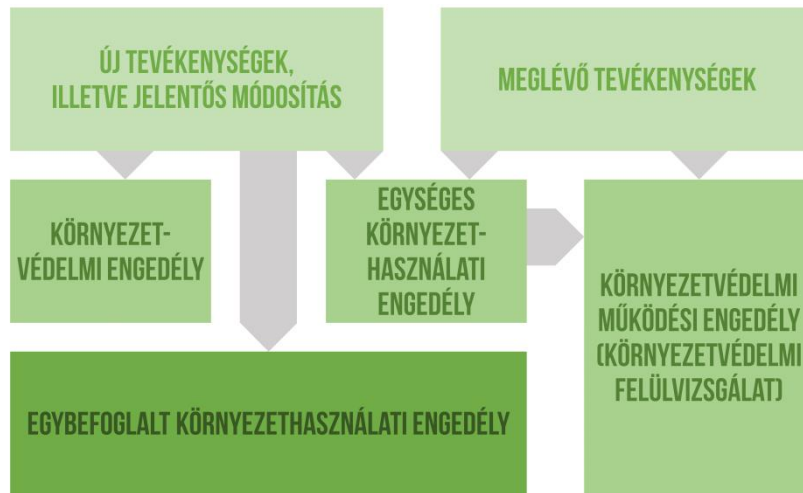 ÚJ TEVÉKENYSÉGEK,
ILLETVE JELENTŐS MÓDOSÍTÁS
MEGLÉVŐ TEVÉKENYSÉGEK
KÖRNYEZET-
VÉDELMI ENGEDÉLY
EGYSÉGES
KÖRNYEZET-
HASZNÁLATI
ENGEDÉLY
KÖRNYEZETVÉDELMI
MŰKÖDÉSI ENGEDÉLY
(KÖRNYEZETVÉDELMI
FELÜLVIZSGÁLAT)
EGYBEFOGLALT KÖRNYEZETHASZNÁLATI ENGEDÉLY